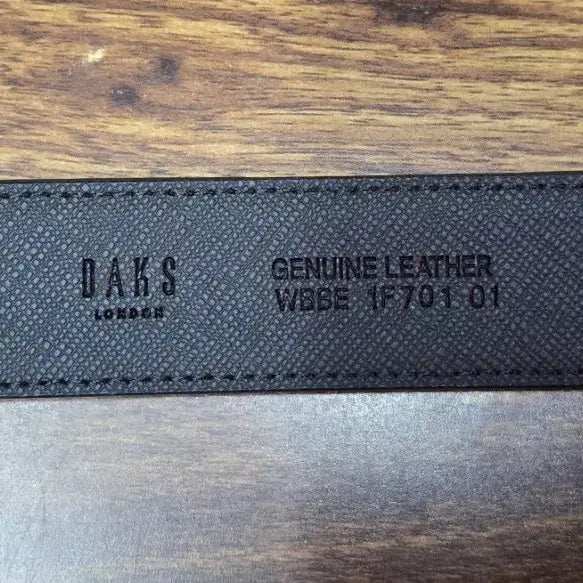 DAKS
LONDON
GENUINE LEATHER
WBBE 1F701 01